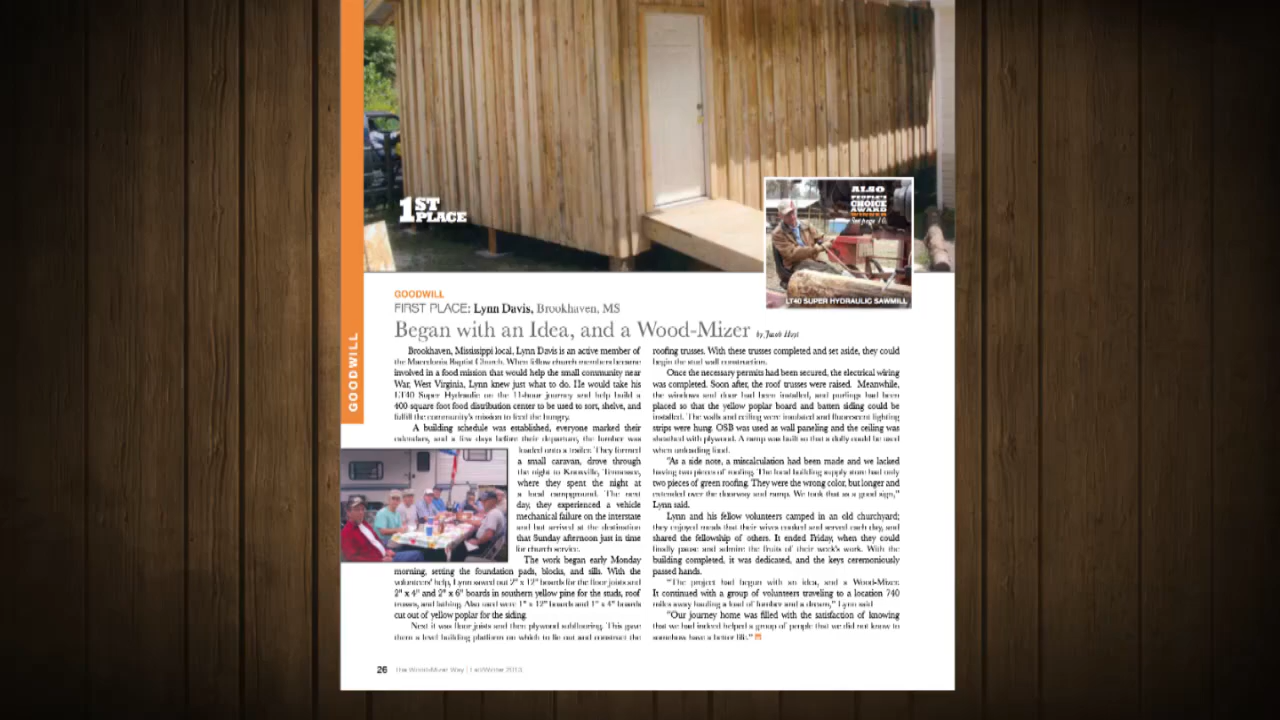 1ST
PLACE
ALSO
PEOPLE'S
CHOICE
AWARD
WINNER
See page 10.
LT40 SUPER HYDRAULIC SAWMILL
GOODWILL
GOODWILL
FIRST PLACE: Lynn Davis, Brookhaven, MS
Began with an Idea, and a Wood-Mizer by
Brookhaven, Mississippi local, Lynn Davis is an active member of
the Macedonia Baptist Church. When fellow church members became
involved in a food mission that would help the small community near
War, West Virginia, Lynn knew just what to do. He would take his
LT40 Super Hydraulic on the 11-hour journey and help build a
400 square foot food distribution center to be used to sort, shelve, and
fulfill the community's mission to feed the hungry.
A building schedule was established, everyone marked their
calendars, and a few days before their departure, the lumber was
loaded onto a trailer. They formed
a small caravan, drove through
the night to Knoxville, Tennessee,
where they spent the night at
a local campground. The next
day, they experienced a vehicle
mechanical failure on the interstate
and but arrived at the destination
that Sunday afternoon just in time
for church service.
The work began early Monday
morning, setting the foundation pads, blocks, and sills. With the
volunteers' help, Lynn sawed out 2" x 12" boards for the floor joists and
2" x 4" and 2" x 6" boards in southern yellow pine for the studs, roof
trusses, and lathing. Also sawed were 1" x 12" boards and 1" x 4" boards
cut out of yellow poplar for the siding.
Next it was floor joists and then plywood subflooring. This gave
them a level building platform on which to lie out and construct the
roofing trusses. With these trusses completed and set aside, they could
begin the stud wall construction.
Once the necessary permits had been secured, the electrical wiring
was completed. Soon after, the roof trusses were raised. Meanwhile,
the windows and door had been installed, and purlings had been
placed so that the yellow poplar board and batten siding could be
installed. The walls and ceiling were insulated and fluorescent lighting
strips were hung. OSB was used as wall paneling and the ceiling was
sheathed with plywood. A ramp was built so that a dolly could be used
when unloading food.
"As a side note, a miscalculation had been made and we lacked
having two pieces of roofing. The local building supply store had only
two pieces of green roofing. They were the wrong color, but longer and
extended over the doorway and ramp. We took that as a good sign,"
Lynn said.
Lynn and his fellow volunteers camped in an old churchyard;
they enjoyed meals that their wives cooked and served each day, and
shared the fellowship of others. It ended Friday, when they could
finally pause and admire the fruits of their week's work. With the
building completed, it was dedicated, and the keys ceremoniously
passed hands.
"The project had begun with an idea, and a Wood-Mizer.
It continued with a group of volunteers traveling to a location 740
miles away hauling a load of lumber and a dream," Lynn said
"Our journey home was filled with the satisfaction of knowing
that we had indeed helped a group of people that we did not know to
somehow have a better life."
26 The Wood-Mizer Way | Fall/Winter 2013